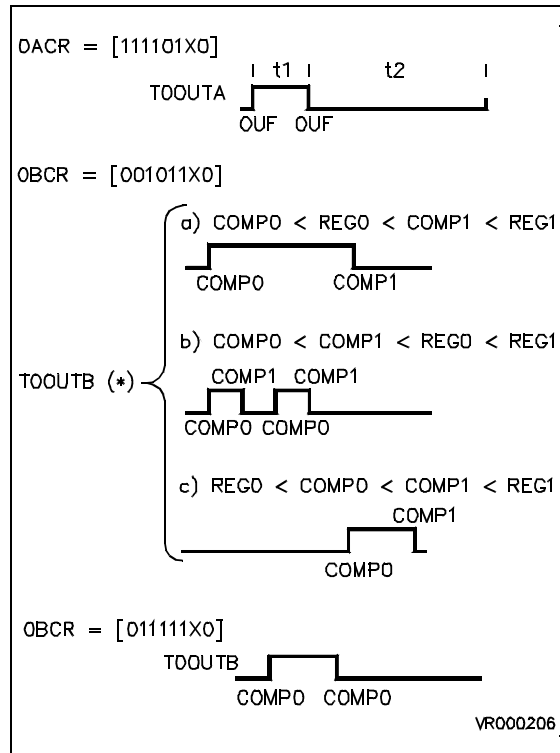 OACR = [111101X0]
t1 t2
T0OUTA
OUF OUF
OBCR = [001011X0]
a) COMP0 < REG0 < COMP1 < REG1
COMP0 COMP1
b) COMP0 < COMP1 < REG0 < REG1
T0OUTB (*)
COMP1 COMP1
COMP0 COMP0
c) REG0 < COMP0 < COMP1 < REG1
COMP1
COMP0
OBCR = [011111X0]
T0OUTB
COMP0 COMP0
VR000206